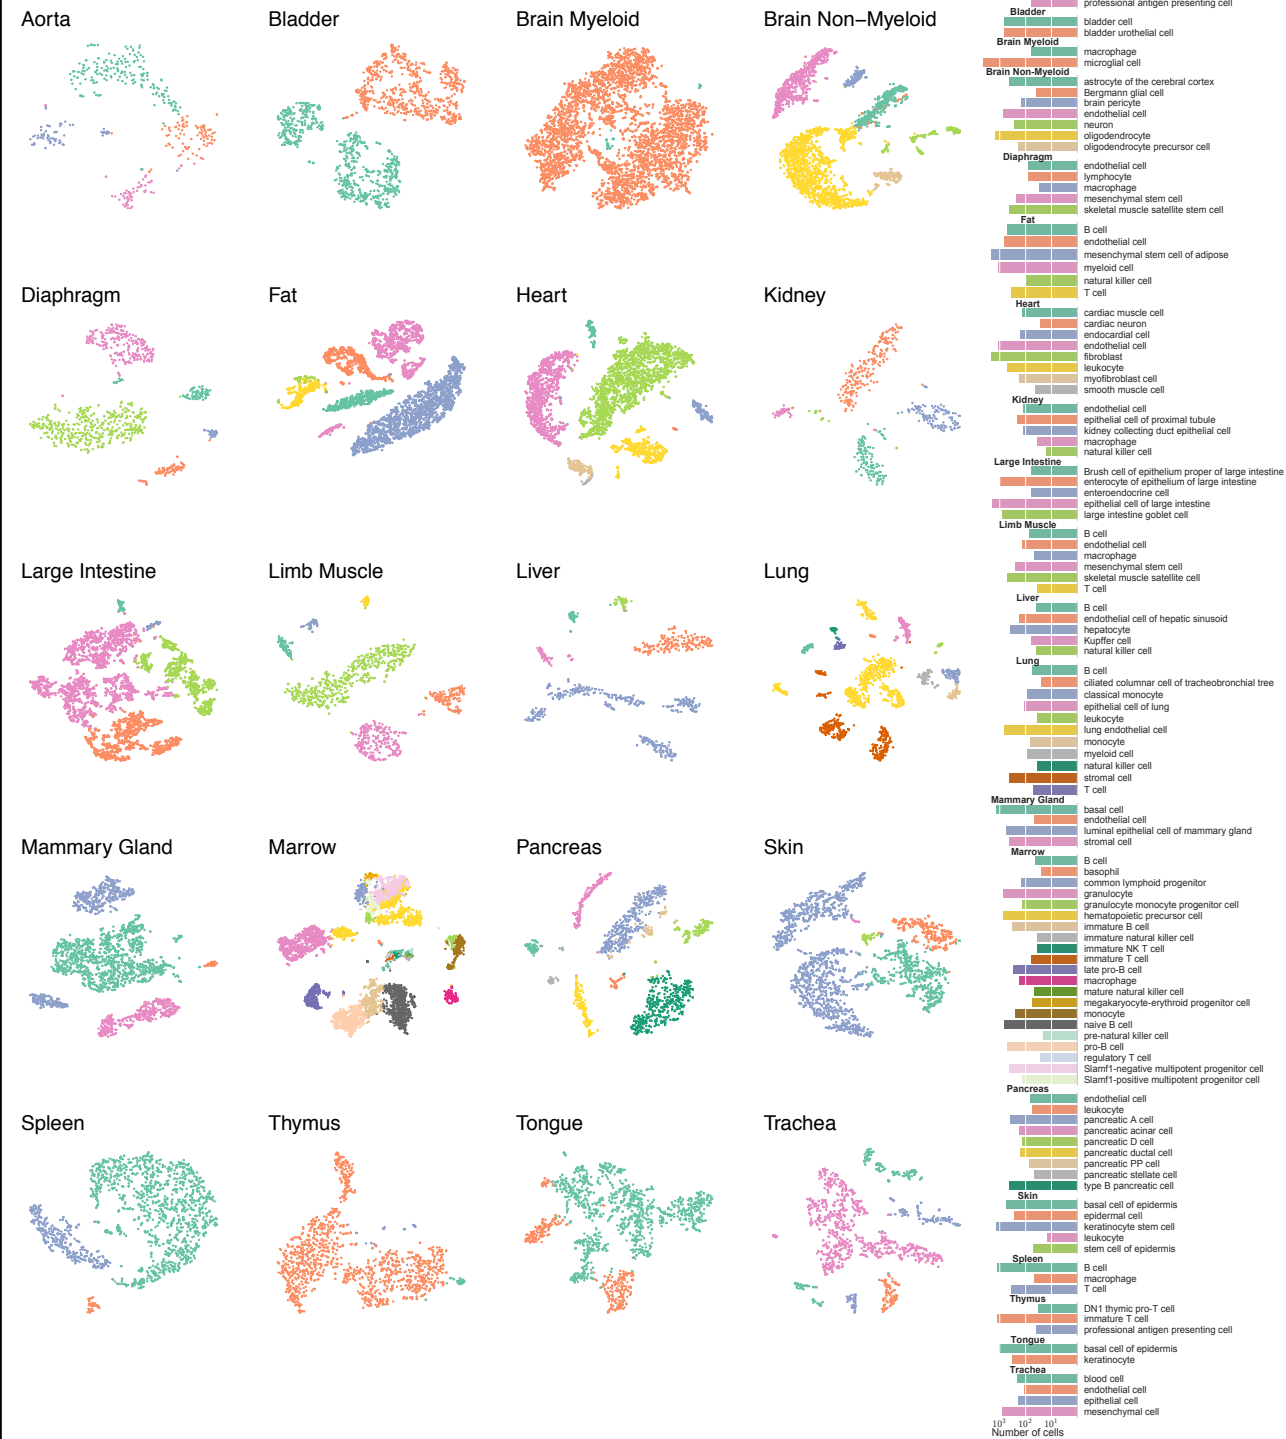 Aorta
Bladder
Brain Myeloid
Brain Non−Myeloid
Diaphragm
Fat
Heart
Kidney
Large Intestine
Limb Muscle
Liver
Lung
Mammary Gland
Marrow
Pancreas
Skin
Spleen
Thymus
Tongue
Trachea
professional antigen presenting cell
Bladder
bladder cell
bladder urothelial cell
Brain Myeloid
macrophage
microglial cell
Brain Non-Myeloid
astrocyte of the cerebral cortex
Bergmann glial cell
brain pericyte
endothelial cell
neuron
oligodendrocyte
oligodendrocyte precursor cell
Diaphragm
endothelial cell
lymphocyte
macrophage
mesenchymal stem cell
skeletal muscle satellite stem cell
Fat
B cell
endothelial cell
mesenchymal stem cell of adipose
myeloid cell
natural killer cell
T cell
Heart
cardiac muscle cell
cardiac neuron
endocardial cell
endothelial cell
fibroblast
leukocyte
myofibroblast cell
smooth muscle cell
Kidney
endothelial cell
epithelial cell of proximal tubule
kidney collecting duct epithelial cell
macrophage
natural killer cell
Large Intestine
Brush cell of epithelium proper of large intestine
enterocyte of epithelium of large intestine
enteroendocrine cell
epithelial cell of large intestine
large intestine goblet cell
Limb Muscle
B cell
endothelial cell
macrophage
mesenchymal stem cell
skeletal muscle satellite cell
T cell
Liver
B cell
endothelial cell of hepatic sinusoid
hepatocyte
Kupffer cell
natural killer cell
Lung
B cell
ciliated columnar cell of tracheobronchial tree
classical monocyte
epithelial cell of lung
leukocyte
lung endothelial cell
monocyte
myeloid cell
natural killer cell
stromal cell
T cell
Mammary Gland
basal cell
endothelial cell
luminal epithelial cell of mammary gland
stromal cell
Marrow
B cell
basophil
common lymphoid progenitor
granulocyte
granulocyte monocyte progenitor cell
hematopoietic precursor cell
immature B cell
immature natural killer cell
immature NK T cell
immature T cell
late pro-B cell
macrophage
mature natural killer cell
megakaryocyte-erythroid progenitor cell
monocyte
naive B cell
pre-natural killer cell
pro-B cell
regulatory T cell
Slamf1-negative multipotent progenitor cell
Slamf1-positive multipotent progenitor cell
Pancreas
endothelial cell
leukocyte
pancreatic A cell
pancreatic acinar cell
pancreatic D cell
pancreatic ductal cell
pancreatic PP cell
pancreatic stellate cell
type B pancreatic cell
Skin
basal cell of epidermis
epidermal cell
keratinocyte stem cell
leukocyte
stem cell of epidermis
Spleen
B cell
macrophage
T cell
Thymus
DN1 thymic pro-T cell
immature T cell
professional antigen presenting cell
Tongue
basal cell of epidermis
keratinocyte
Trachea
blood cell
endothelial cell
epithelial cell
mesenchymal cell
10³ 10² 10¹
Number of cells